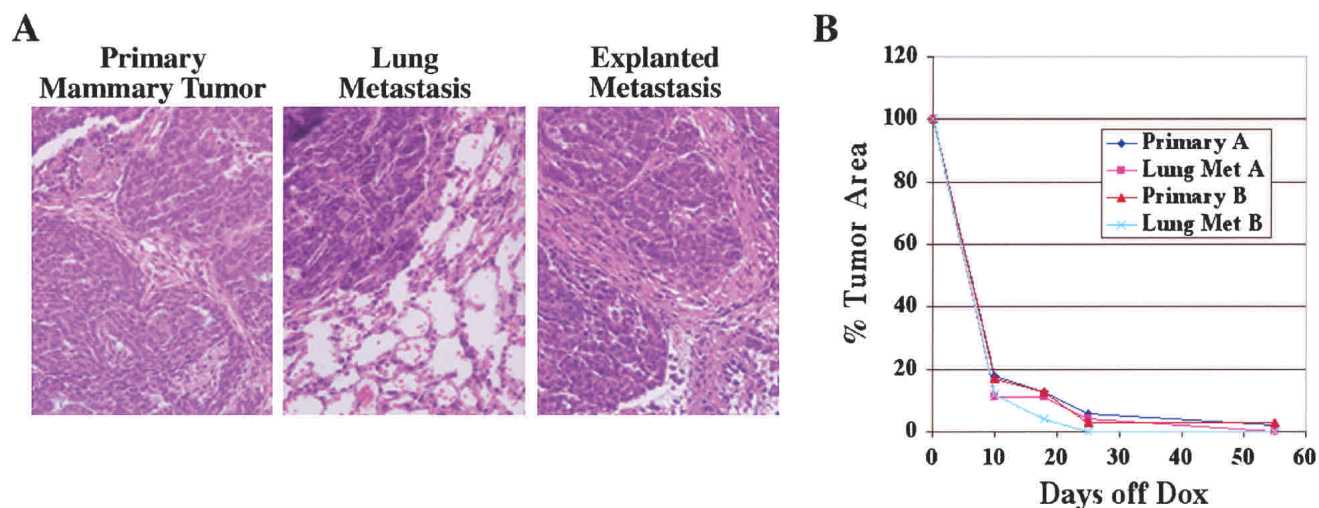 A
Primary
Mammary Tumor
Lung
Metastasis
Explanted
Metastasis
B
120
100
80
60
40
20
0
% Tumor Area
Primary A
Lung Met A
Primary B
Lung Met B
0 10 20 30 40 50 60
Days off Dox